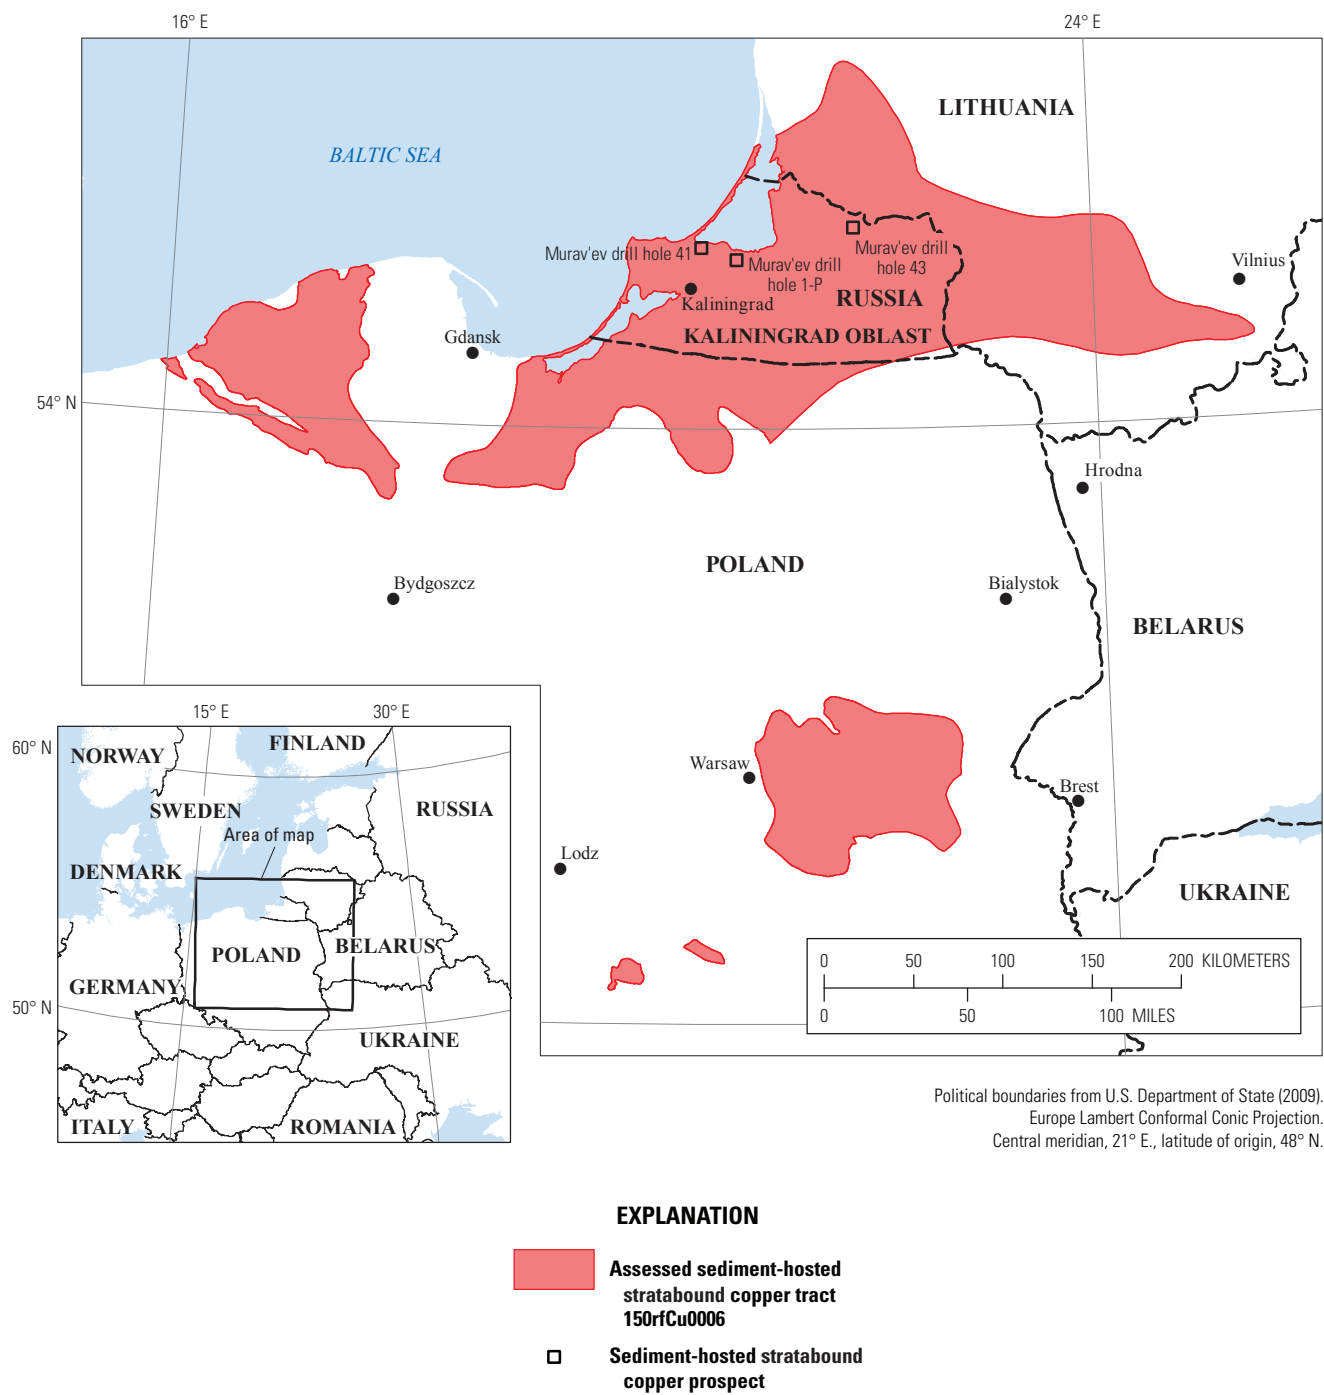 16° E
24° E
LITHUANIA
BALTIC SEA
Murav'ev drill hole 41
Murav'ev drill
hole 1-P
Murav'ev drill
hole 43
Vilnius
Kaliningrad
RUSSIA
KALININGRAD OBLAST
Gdansk
54° N
Hrodna
POLAND
Bydgoszcz
Bialystok
BELARUS
Warsaw
Brest
Lodz
UKRAINE
15° E
30° E
60° N
NORWAY
FINLAND
SWEDEN
RUSSIA
Area of map
DENMARK
POLAND
BELARUS
GERMANY
50° N
UKRAINE
ITALY
ROMANIA
0 50 100 150 200 KILOMETERS
0 50 100 MILES
Political boundaries from U.S. Department of State (2009).
Europe Lambert Conformal Conic Projection.
Central meridian, 21° E., latitude of origin, 48° N.
EXPLANATION
Assessed sediment-hosted
stratabound copper tract
150rfCu0006
Sediment-hosted stratabound
copper prospect